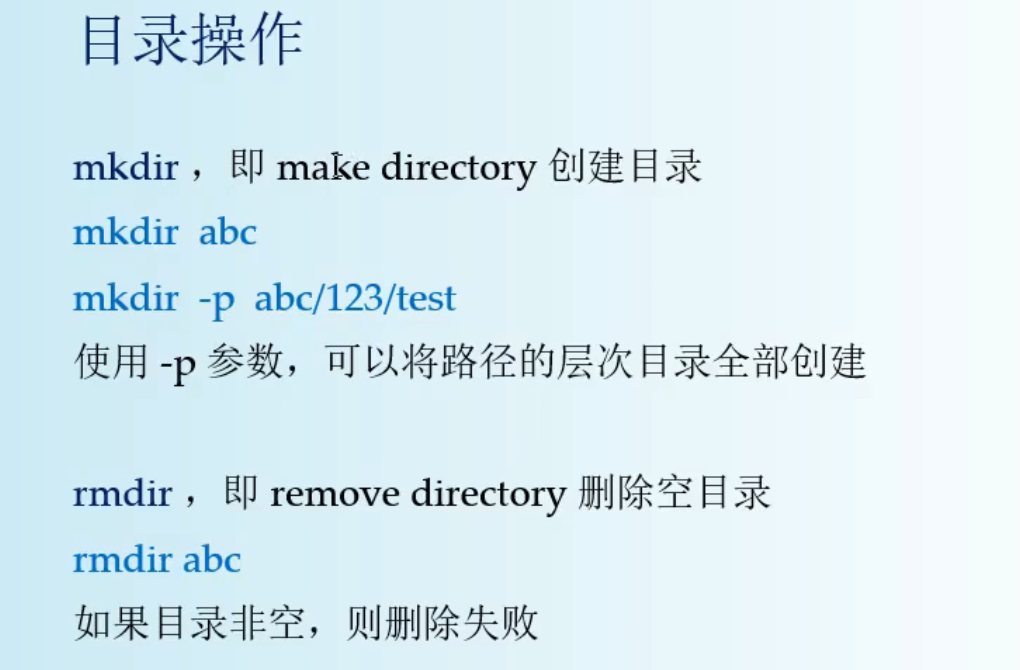 目录操作
mkdir ，即 make directory 创建目录
mkdir abc
mkdir -p abc/123/test
使用 -p 参数，可以将路径的层次目录全部创建
rmdir ，即 remove directory 删除空目录
rmdir abc
如果目录非空，则删除失败